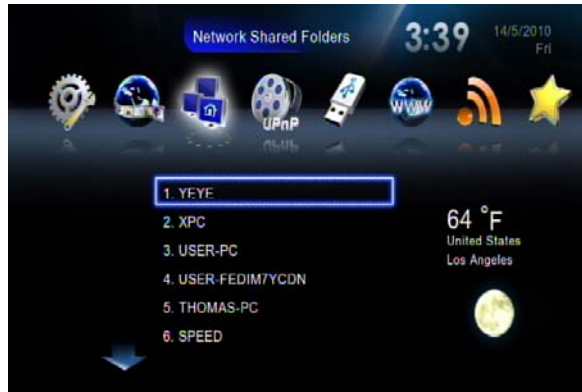 Network Shared Folders
3:39
14/5/2010
Fri
UPnP
WWW
1. YEYE
2. XPC
3. USER-PC
4. USER-FEDIM7YCDN
5. THOMAS-PC
6. SPEED
64 °F
United States
Los Angeles